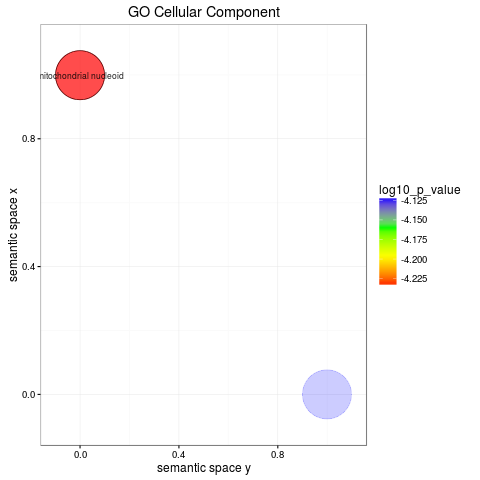 GO Cellular Component
mitochondrial nucleoid
0.8
0.4
0.0
semantic space x
0.0
0.4
0.8
semantic space y
log10_p_value
-4.125
-4.150
-4.175
-4.200
-4.225